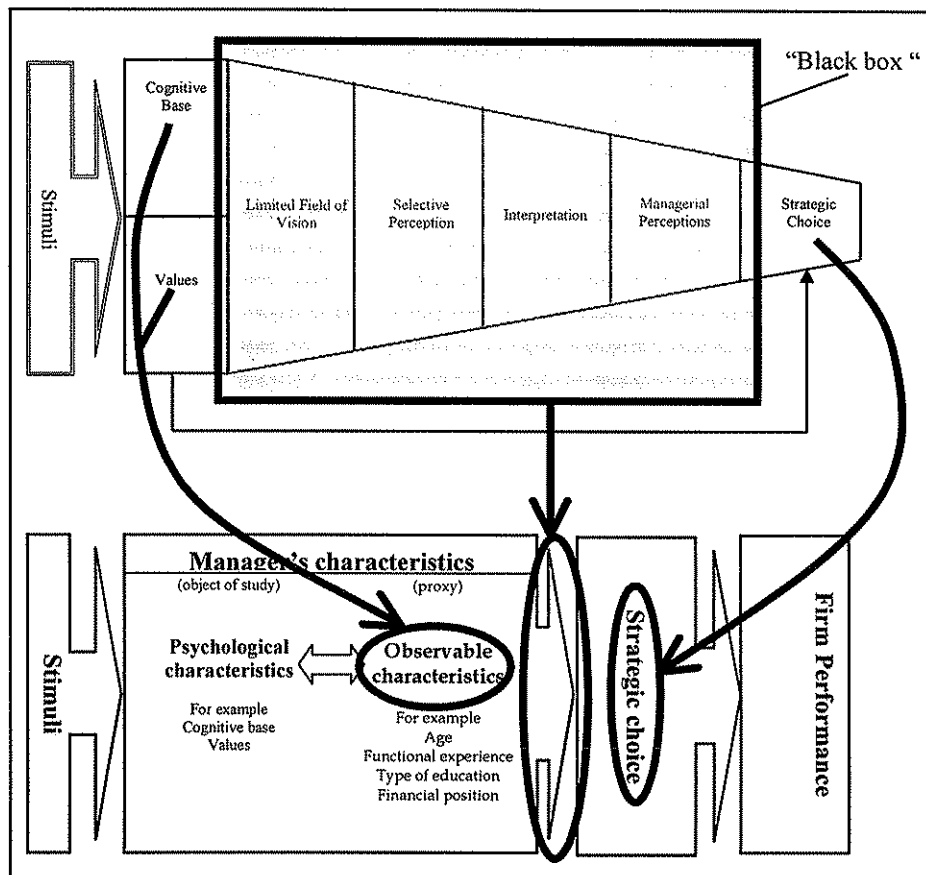 "Black box "
Cognitive
Base
Stimuli
Limited Field of
Vision
Selective
Perception
Interpretation
Managerial
Perceptions
Strategic
Choice
Values
Manager's characteristics
(object of study)
(proxy)
Stimuli
Psychological
characteristics
Observable
characteristics
For example
Cognitive base
Values
For example
Age
Functional experience
Type of education
Financial position
Strategic choice
Firm Performance